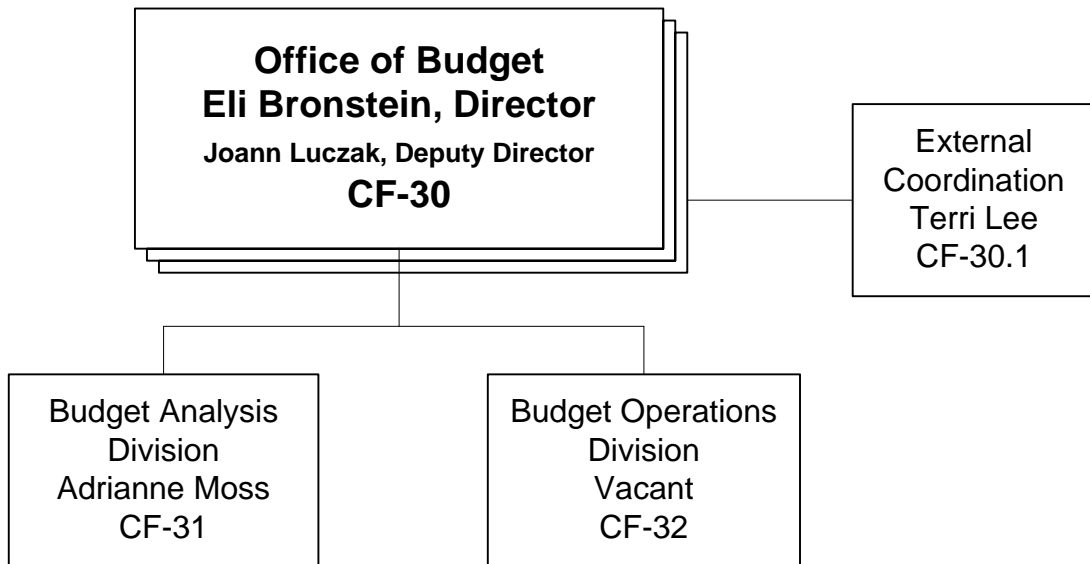 Office of Budget
Eli Bronstein, Director
Joann Luczak, Deputy Director
CF-30
External
Coordination
Terri Lee
CF-30.1
Budget Analysis
Division
Adrianne Moss
CF-31
Budget Operations
Division
Vacant
CF-32